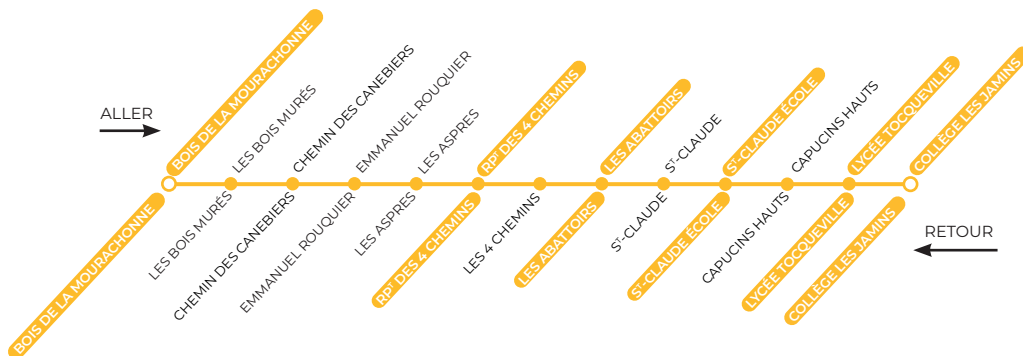 ALLER
BOIS DE LA MOURACHONNE
LES BOIS MURÉS
CHEMIN DES CANEBIERS
EMMANUEL ROUQUIER
LES ASPRES
RPT DES 4 CHEMINS
LES ABATTOIRS
ST-CLAUDE
ST-CLAUDE ÉCOLE
CAPUCINS HAUTS
LYCÉE TOCQUEVILLE
COLLÈGE LES JAMINS
BOIS DE LA MOURACHONNE
LES BOIS MURÉS
CHEMIN DES CANEBIERS
EMMANUEL ROUQUIER
LES ASPRES
RPT DES 4 CHEMINS
LES 4 CHEMINS
LES ABATTOIRS
ST-CLAUDE
ST-CLAUDE ÉCOLE
CAPUCINS HAUTS
LYCÉE TOCQUEVILLE
COLLÈGE LES JAMINS
RETOUR